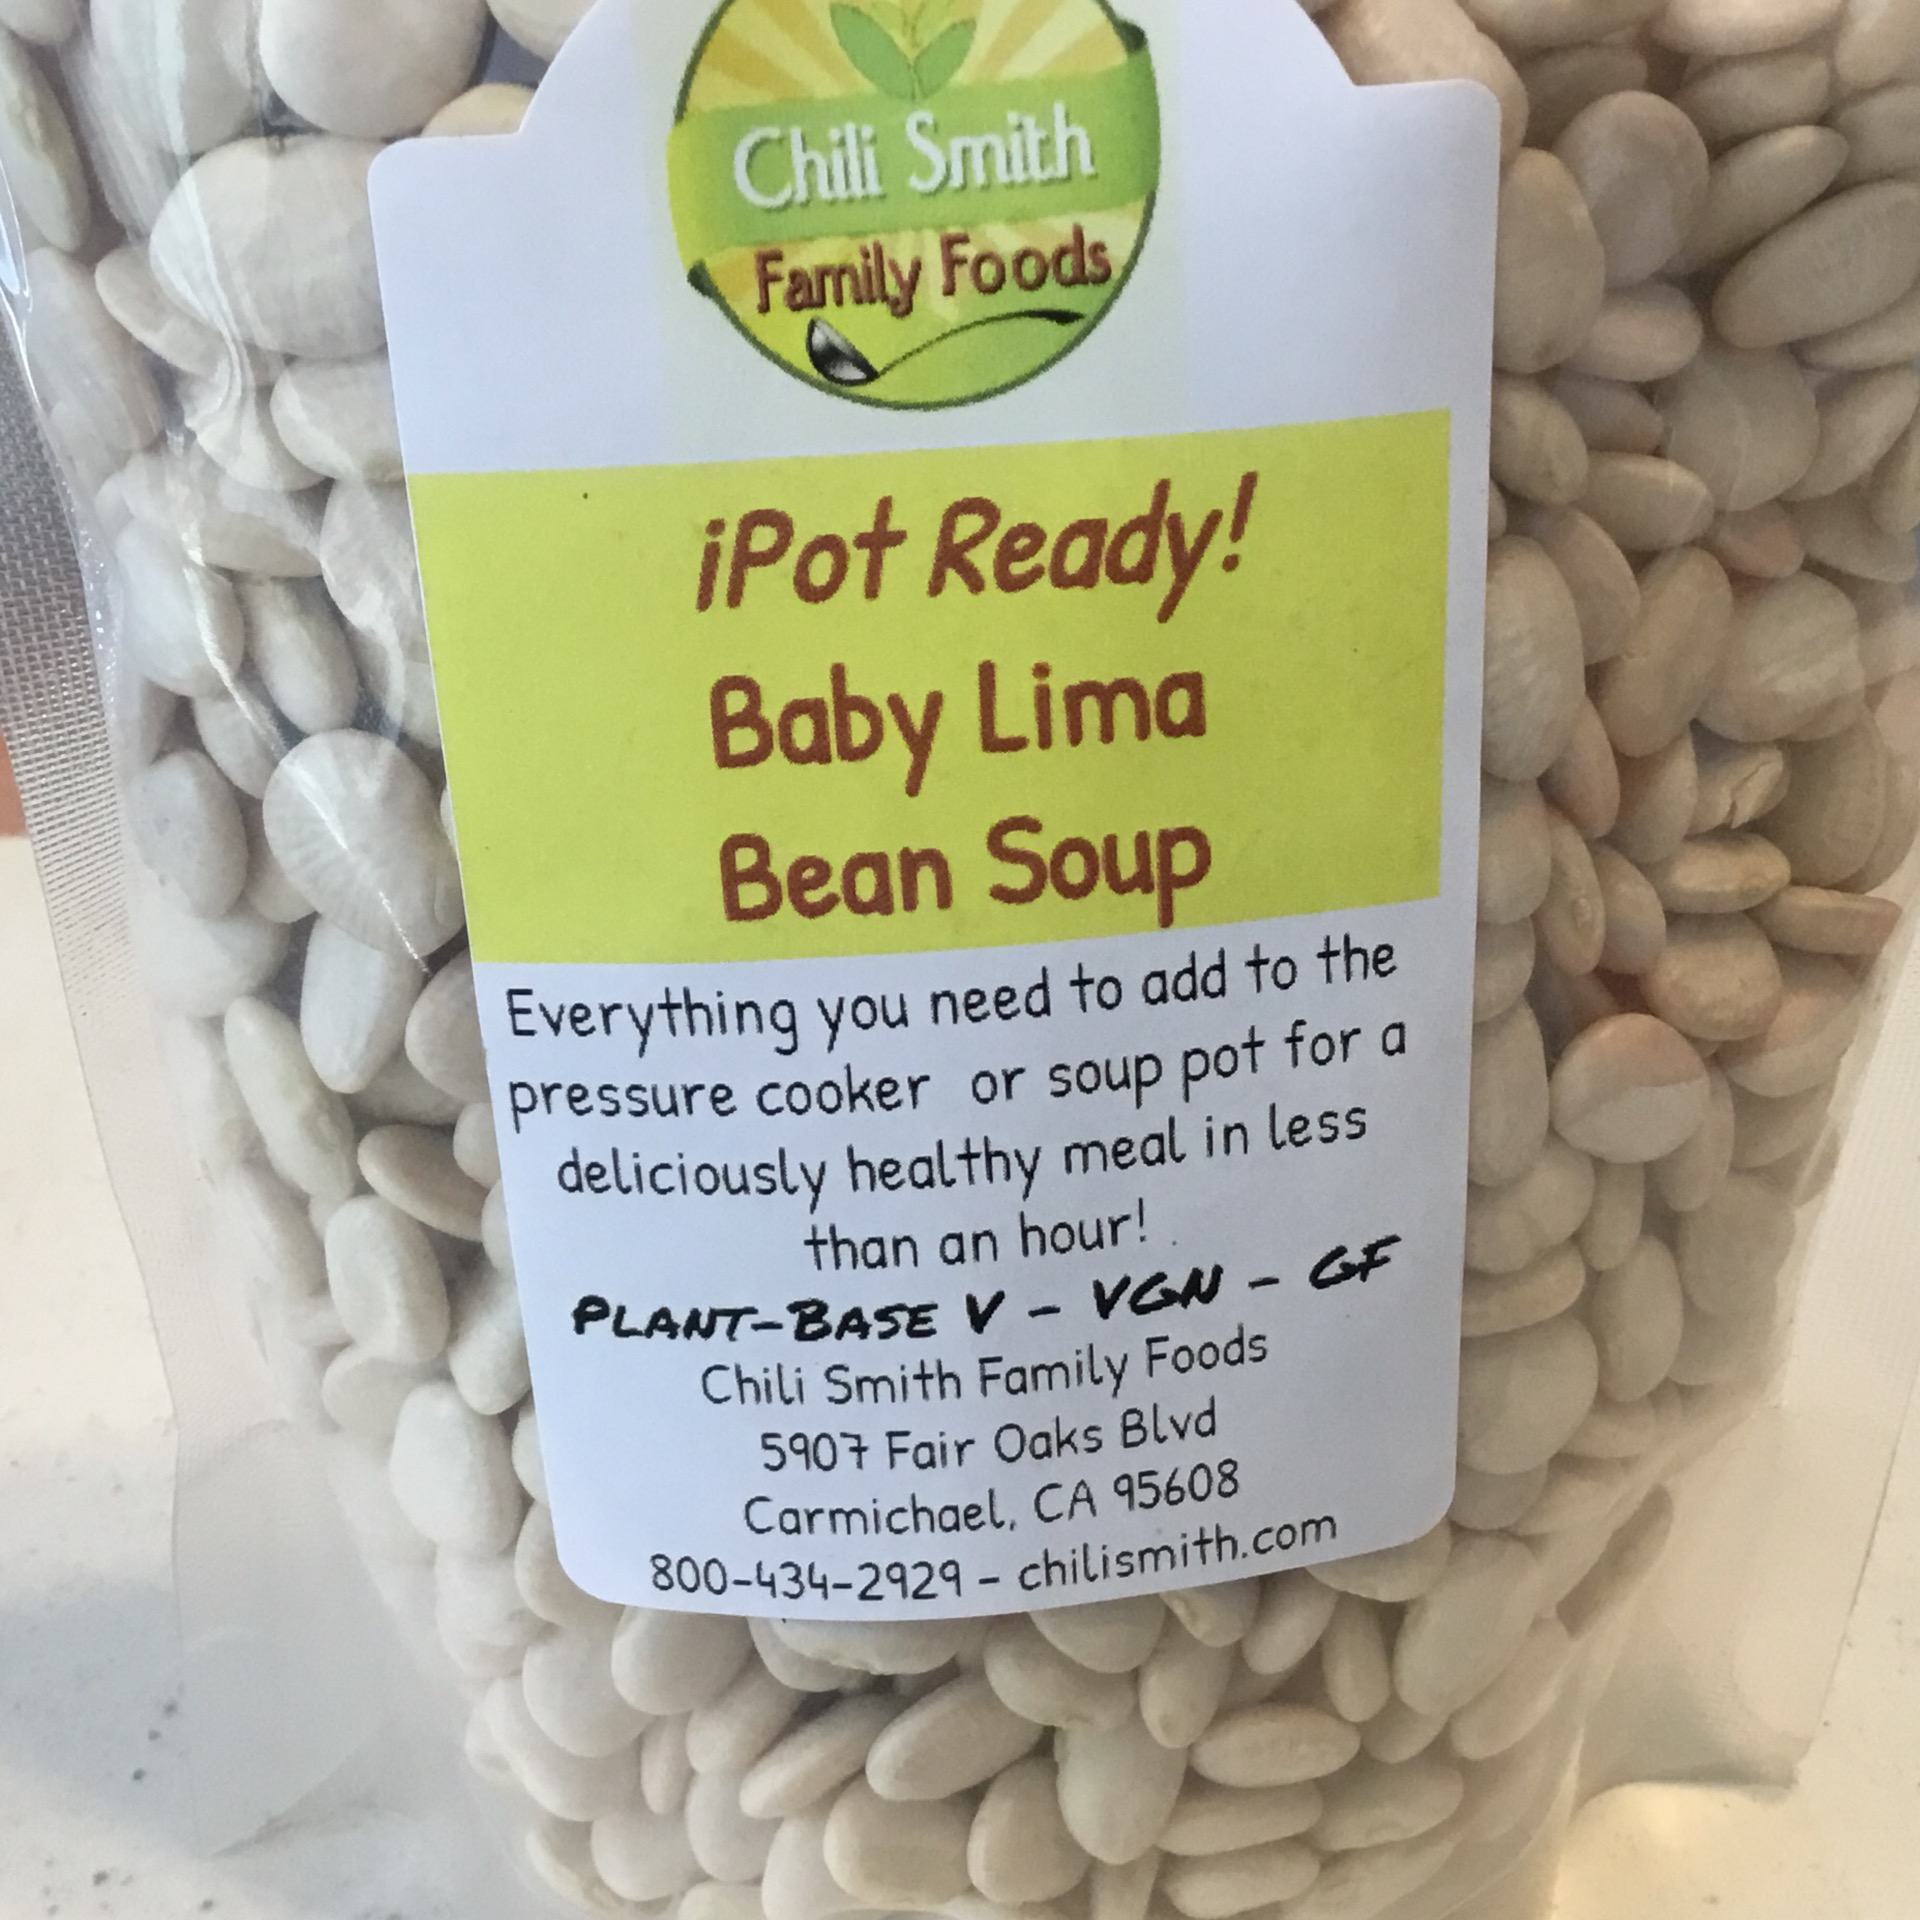 Chili Smith
Family Foods
iPot Ready!
Baby Lima
Bean Soup
Everything you need to add to the
pressure cooker or soup pot for a
deliciously healthy meal in less
than an hour!
PLANT-BASE V - VGN - GF
Chili Smith Family Foods
5907 Fair Oaks Blvd
Carmichael, CA 95608
800-434-2929 - chilismith.com